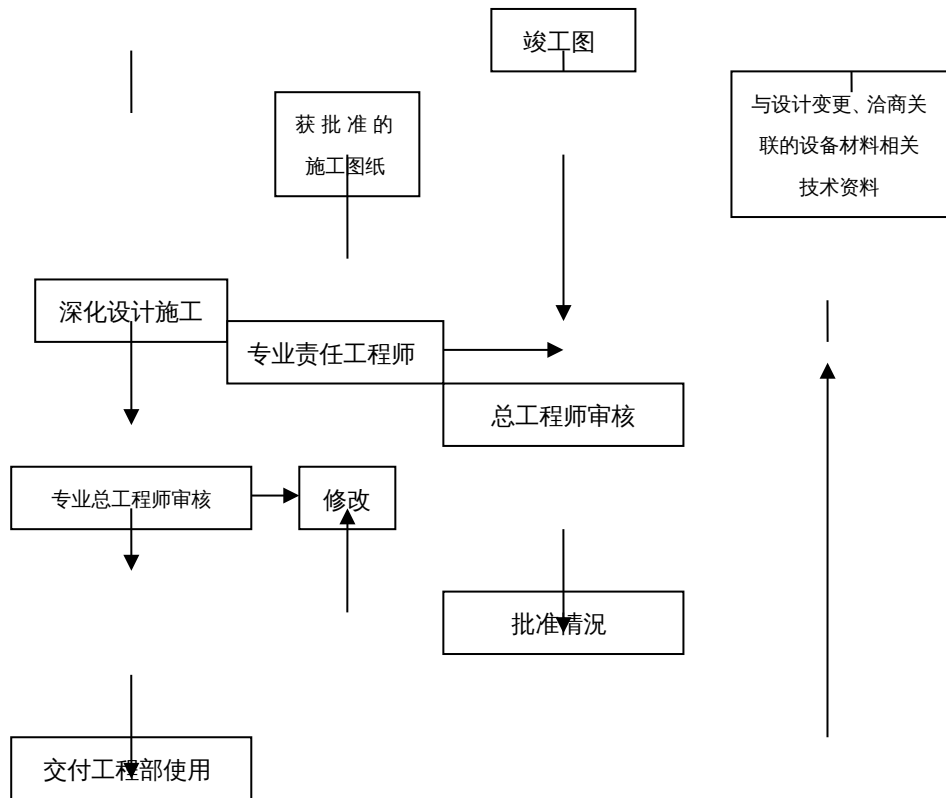 竣工图
获批准的
施工图纸
与设计变更、洽商关
联的设备材料相关
技术资料
深化设计施工
专业责任工程师
总工程师审核
专业总工程师审核
修改
批准情況
交付工程部使用